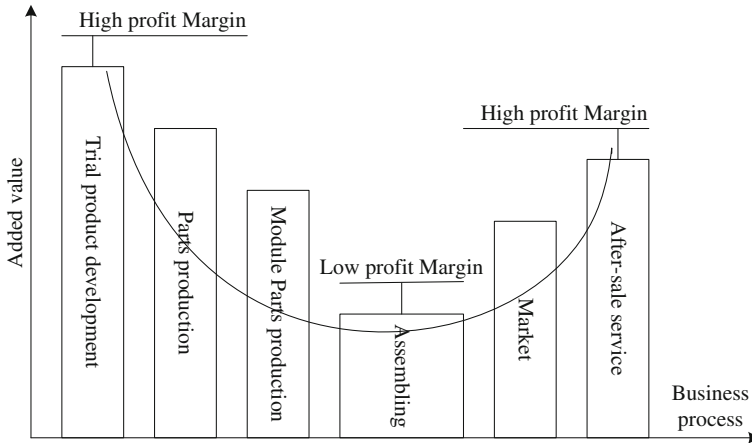 High profit Margin
High profit Margin
Low profit Margin
Added value
Trial product development
Parts production
Module Parts production
Assembling
Market
After-sale service
Business
process